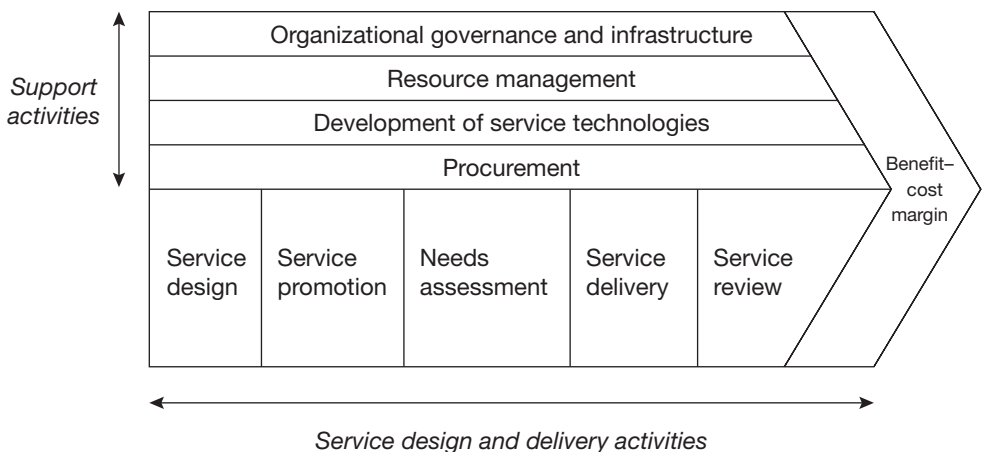 Organizational governance and infrastructure
Support
activities
Resource management
Development of service technologies
Procurement
Benefit–
cost
margin
Service
design
Service
promotion
Needs
assessment
Service
delivery
Service
review
Service design and delivery activities